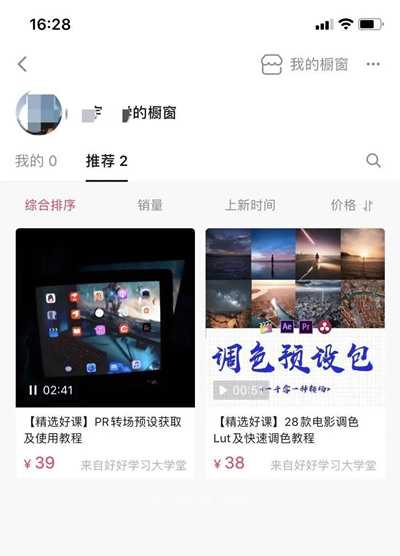 16:28
我的橱窗
的橱窗
我的 0
推荐 2
综合排序
销量
上新时间
价格
Ae
Pr
调色预设包
02:41
00:51
【精选好课】PR转场预设获取
及使用教程
¥ 39
来自好好学习大学堂
【精选好课】28款电影调色
Lut及快速调色教程
¥ 38
来自好好学习大学堂